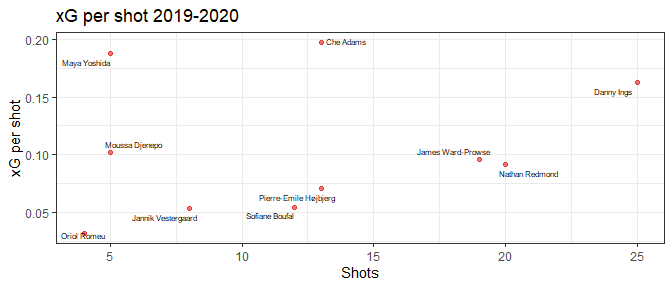 xG per shot 2019-2020
xG per shot
0.20
0.15
0.10
0.05
Che Adams
Maya Yoshida
Danny Ings
Moussa Djenepo
James Ward-Prowse
Nathan Redmond
Pierre-Emile Højbjerg
Jannik Vestergaard
Sofiane Boufal
Oriol Romeu
5
10
15
20
25
Shots